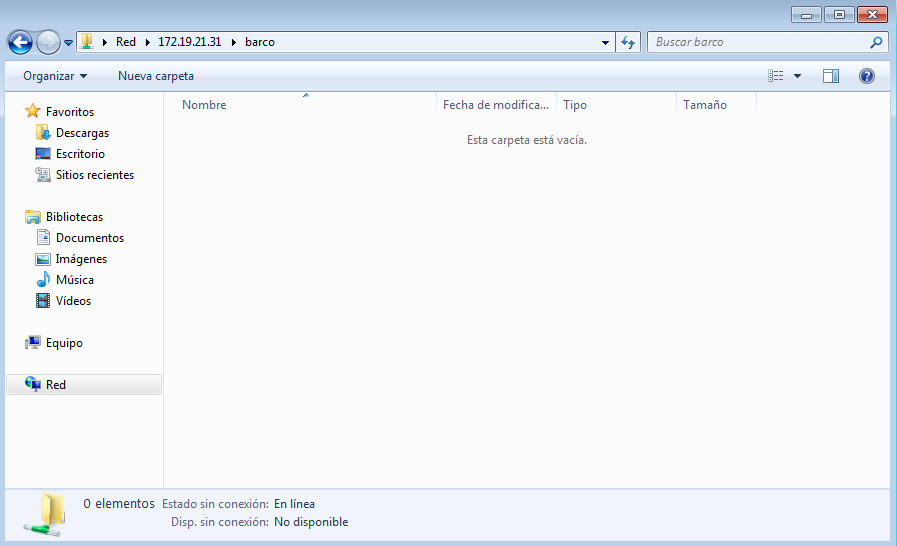 Red 172.19.21.31 barco
Buscar barco
Organizar Nueva carpeta
Nombre Fecha de modifica... Tipo Tamaño
Esta carpeta está vacía.
Favoritos
Descargas
Escritorio
Sitios recientes
Bibliotecas
Documentos
Imágenes
Música
Vídeos
Equipo
Red
0 elementos Estado sin conexión: En línea
Disp. sin conexión: No disponible